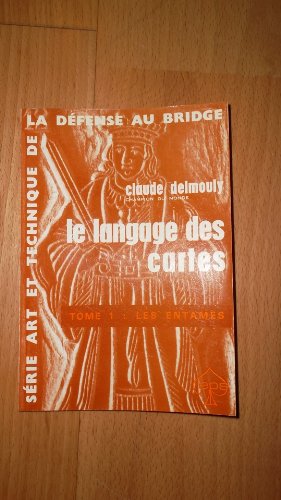 SÉRIE ART ET TECHNIQUE DE LA DÉFENSE AU BRIDGE
claude delmouly
CHAMPION DU MONDE
le langage des
cartes
TOME 1 : LES ENTAMES